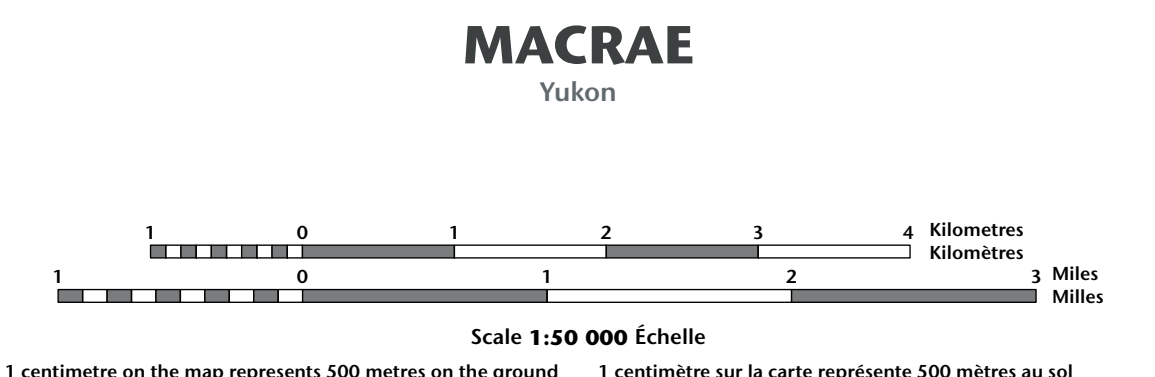 MACRAE
Yukon
1 0 1 2 3 4 Kilometres
Kilomètres
1 0 1 2 3 Miles
Milles
Scale 1:50 000 Échelle
1 centimetre on the map represents 500 metres on the ground 1 centimètre sur la carte représente 500 mètres au sol